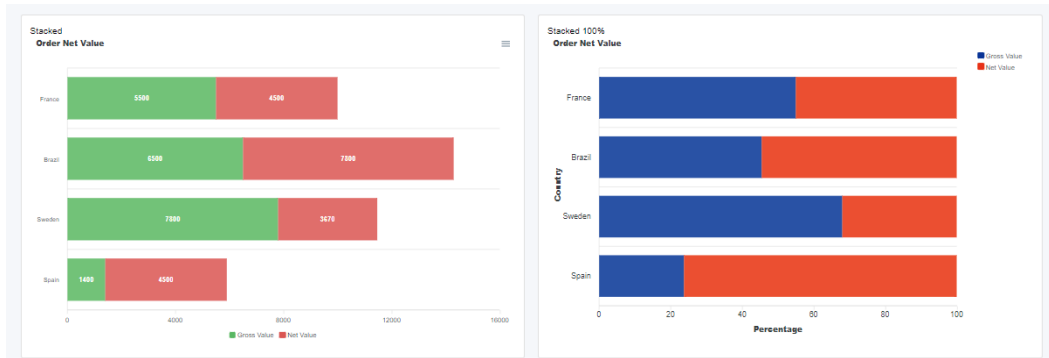 Stacked
Order Net Value
France
5500
4500
Brazil
6500
7800
Sweden
7800
3670
Spain
1400
4500
0 4000 8000 12000 16000
Gross Value Net Value
Stacked 100%
Order Net Value
Gross Value
Net Value
Country
France
Brazil
Sweden
Spain
0 20 40 60 80 100
Percentage